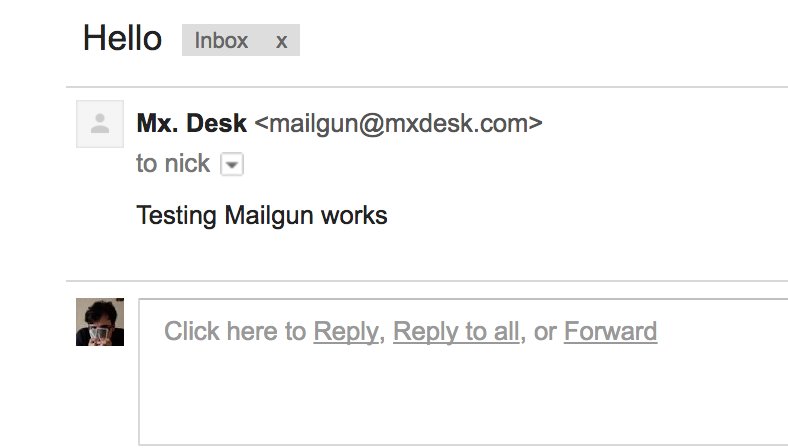 Hello Inbox x
Mx. Desk <mailgun@mxdesk.com>
to nick
Testing Mailgun works
Click here to Reply, Reply to all, or Forward